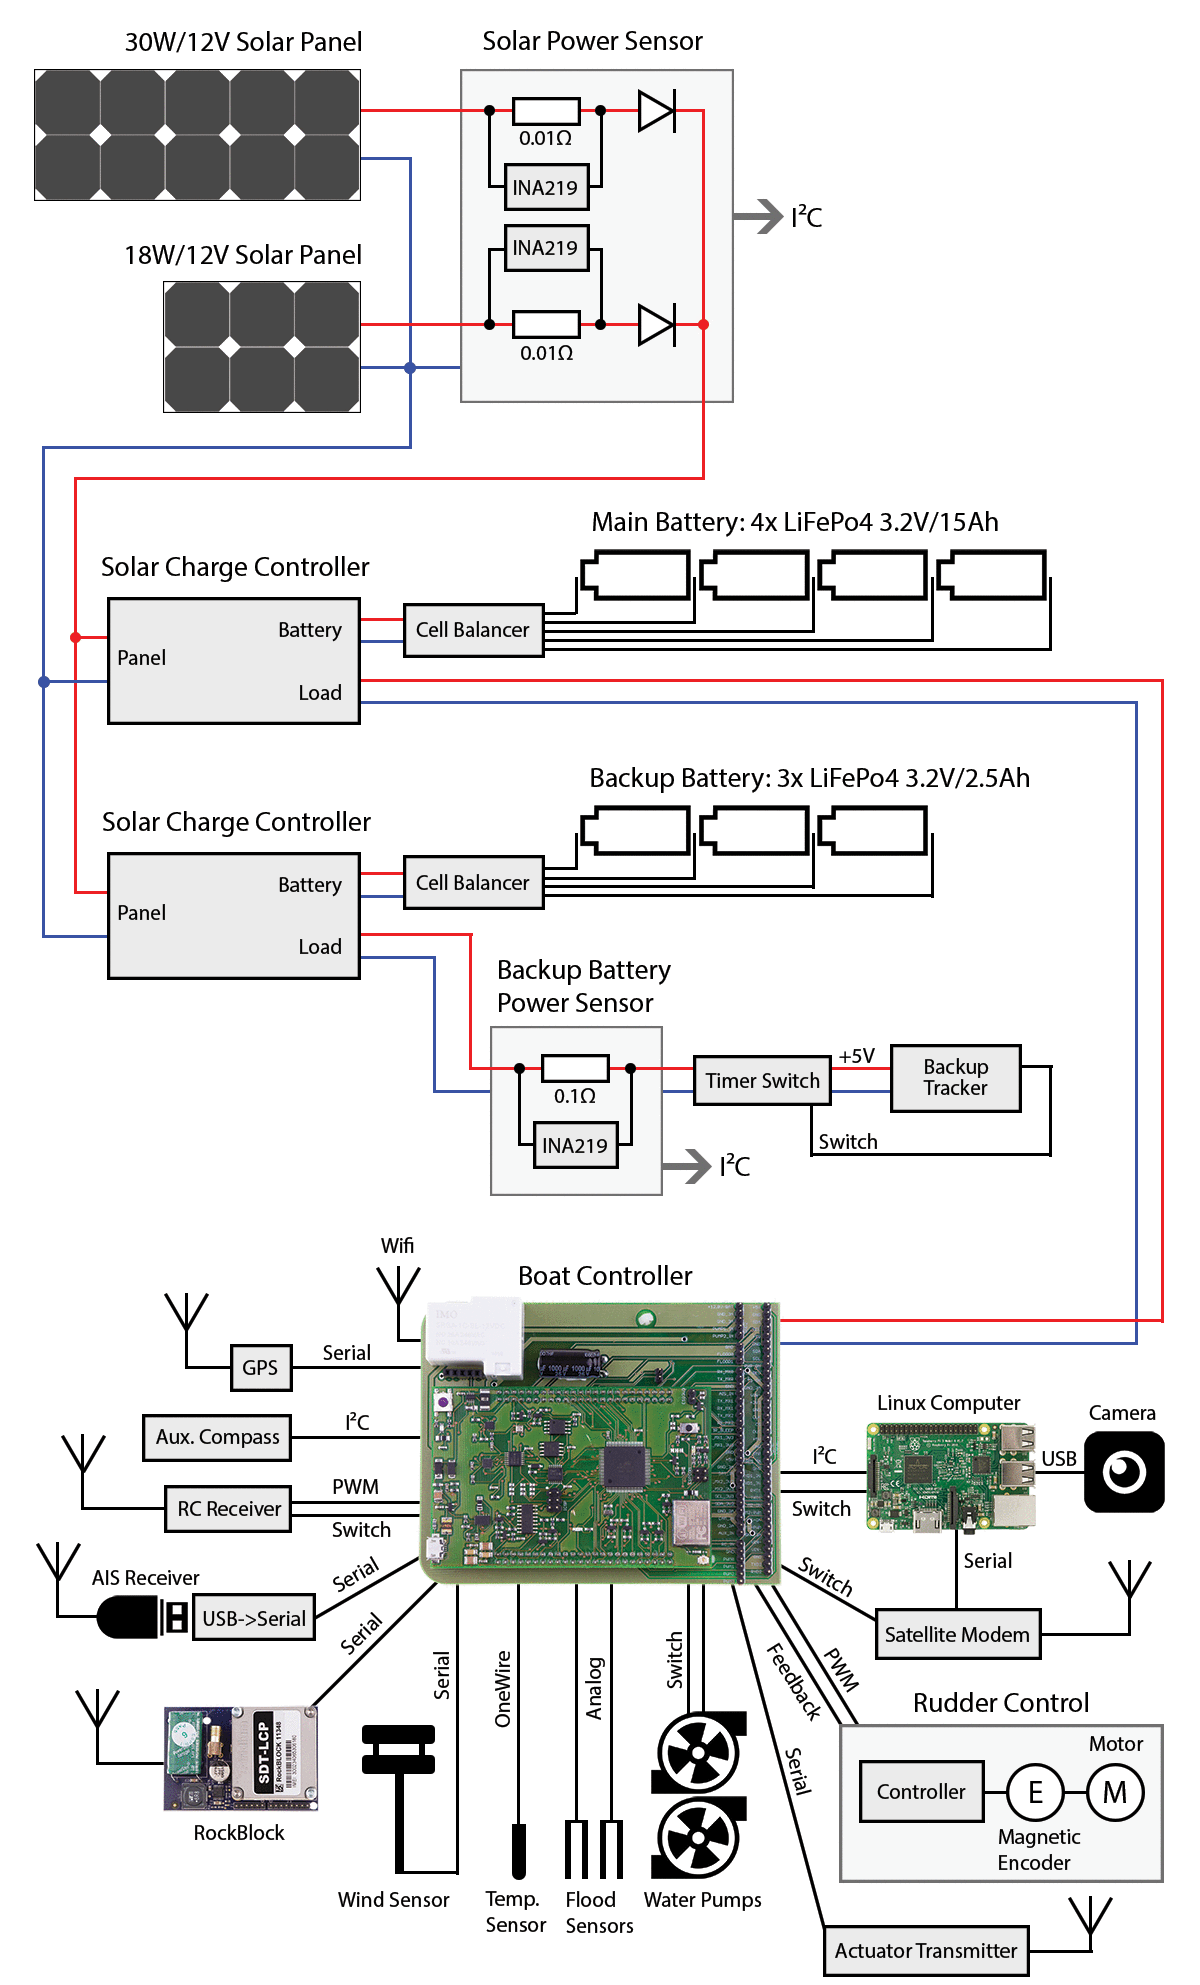 30W/12V Solar Panel
Solar Power Sensor
0.01Ω
INA219
I²C
18W/12V Solar Panel
INA219
0.01Ω
Main Battery: 4x LiFePo4 3.2V/15Ah
Solar Charge Controller
Battery
Cell Balancer
Panel
Load
Backup Battery: 3x LiFePo4 3.2V/2.5Ah
Solar Charge Controller
Battery
Cell Balancer
Panel
Load
Backup Battery
Power Sensor
0.1Ω
INA219
I²C
Timer Switch
+5V
Backup
Tracker
Switch
Wifi
Boat Controller
GPS
Serial
Aux. Compass
I²C
RC Receiver
PWM
Switch
AIS Receiver
USB->Serial
Serial
Serial
RockBlock
SDT-LCP
RockBLOCK 11348
Linux Computer
Camera
I²C
Switch
USB
Serial
Switch
Satellite Modem
Serial
Wind Sensor
OneWire
Temp.
Sensor
Analog
Flood
Sensors
Switch
Water Pumps
Feedback
PWM
Rudder Control
Motor
Controller
E
M
Magnetic
Encoder
Serial
Actuator Transmitter